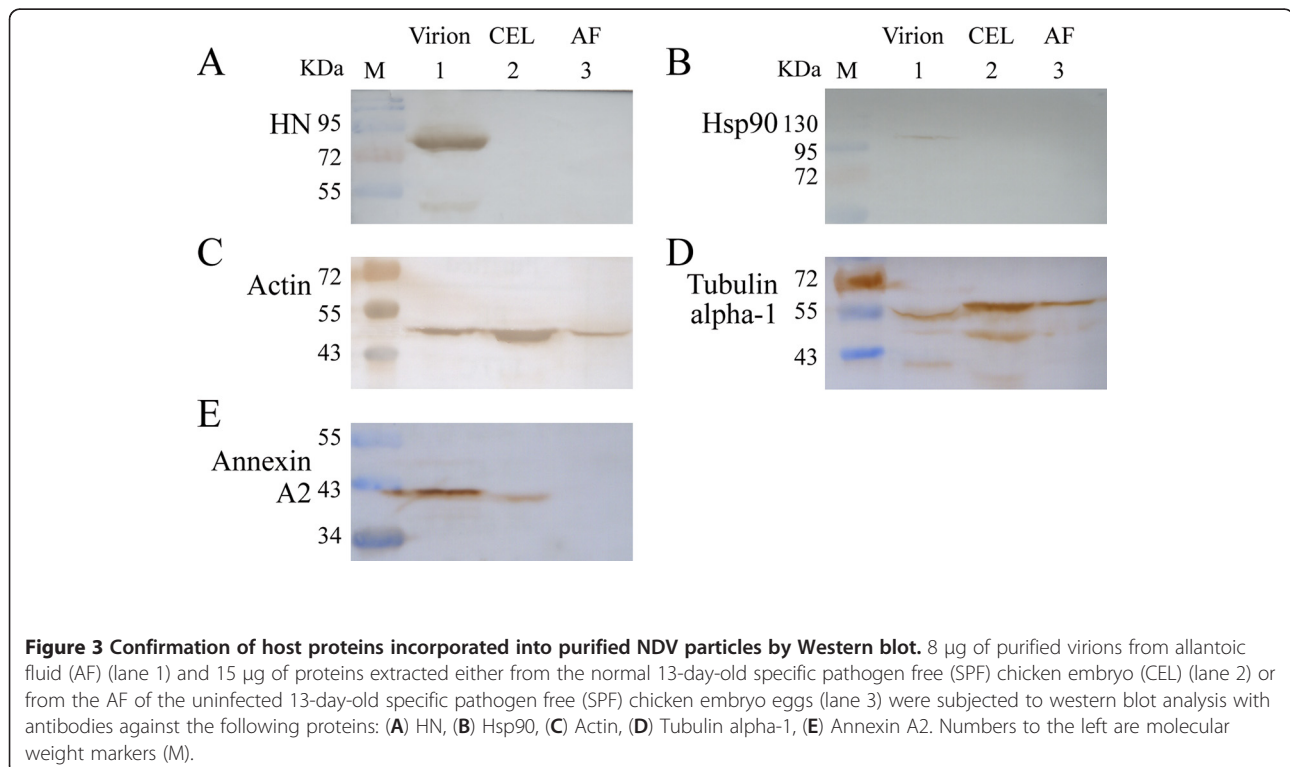 Virion CEL AF
A KDa M 1 2 3
HN 95
72
55
Virion CEL AF
B KDa M 1 2 3
Hsp90 130
95
72
C
Actin
72
55
43
D
Tubulin
alpha-1
72
55
43
E
Annexin
A2
55
43
34
Figure 3 Confirmation of host proteins incorporated into purified NDV particles by Western blot. 8 μg of purified virions from allantoic
fluid (AF) (lane 1) and 15 μg of proteins extracted either from the normal 13-day-old specific pathogen free (SPF) chicken embryo (CEL) (lane 2) or
from the AF of the uninfected 13-day-old specific pathogen free (SPF) chicken embryo eggs (lane 3) were subjected to western blot analysis with
antibodies against the following proteins: (A) HN, (B) Hsp90, (C) Actin, (D) Tubulin alpha-1, (E) Annexin A2. Numbers to the left are molecular
weight markers (M).